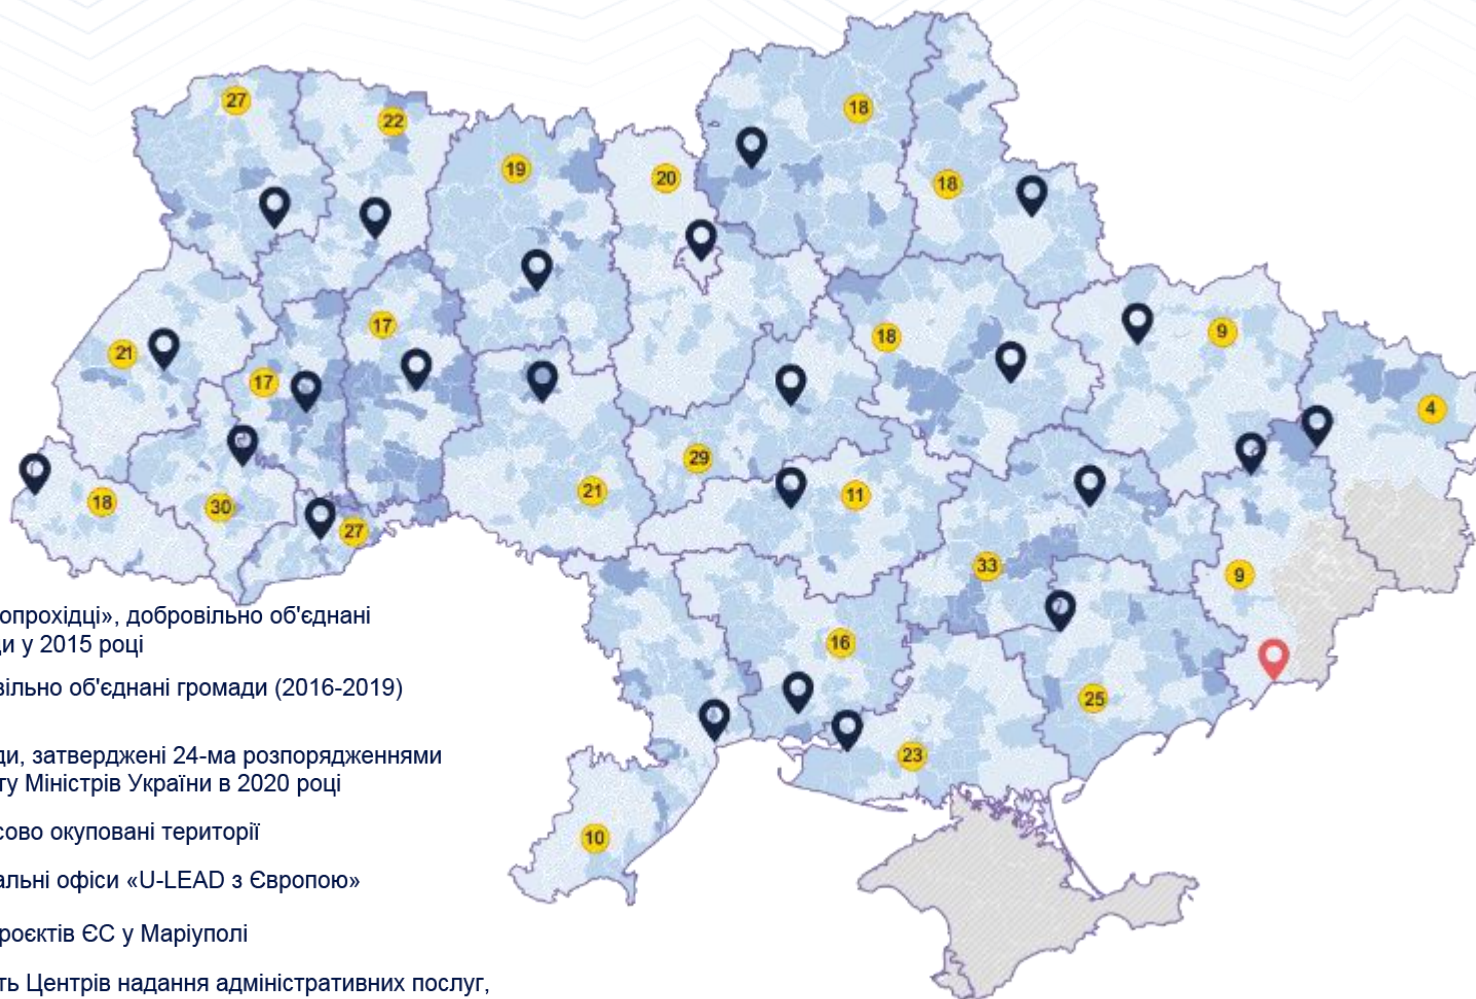 27
22
18
19
20
18
21
17
17
18
9
4
29
21
11
18
30
27
33
9
16
25
23
10
опрохідці», добровільно об'єднані
ди у 2015 році
вільно об'єднані громади (2016-2019)
ди, затверджені 24-ма розпорядженнями
ту Міністрів України в 2020 році
сово окуповані території
альні офіси «U-LEAD з Європою»
роєктів ЄС у Маріуполі
ть Центрів надання адміністративних послуг,